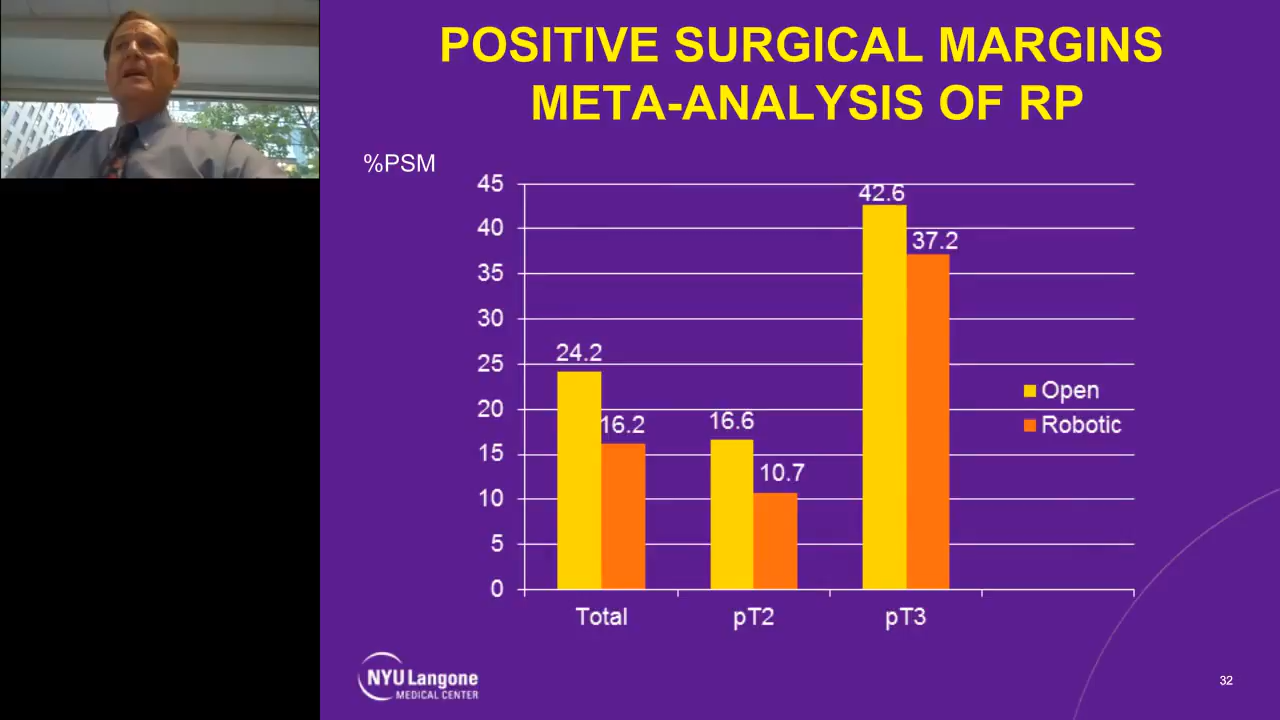 POSITIVE SURGICAL MARGINS
META-ANALYSIS OF RP
%PSM
45
40
35
30
25
20
15
10
5
0
24.2
16.2
16.6
10.7
42.6
37.2
Open
Robotic
Total
pT2
pT3
NYU Langone
MEDICAL CENTER
32